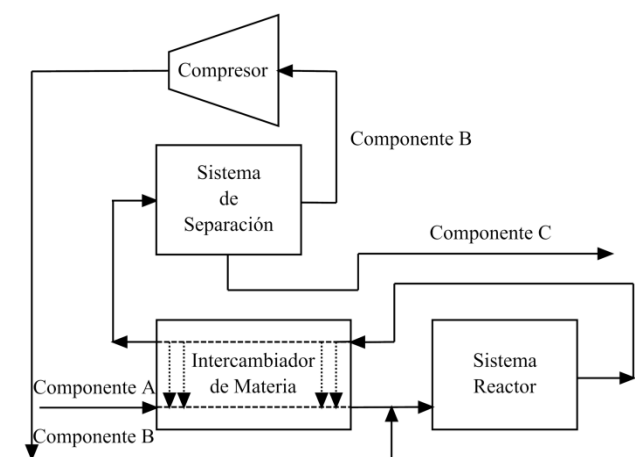 Compresor
Componente B
Sistema
de
Separación
Componente C
Intercambiador
de Materia
Sistema
Reactor
Componente A
Componente B